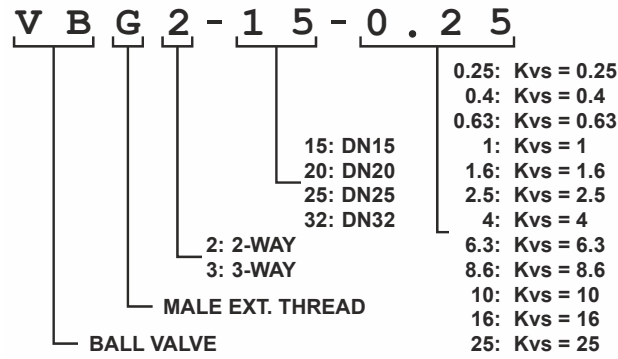 V B G 2 - 1 5 - 0 . 2 5
0.25: Kvs = 0.25
0.4: Kvs = 0.4
0.63: Kvs = 0.63
1: Kvs = 1
1.6: Kvs = 1.6
2.5: Kvs = 2.5
4: Kvs = 4
6.3: Kvs = 6.3
8.6: Kvs = 8.6
10: Kvs = 10
16: Kvs = 16
25: Kvs = 25
15: DN15
20: DN20
25: DN25
32: DN32
2: 2-WAY
3: 3-WAY
MALE EXT. THREAD
BALL VALVE